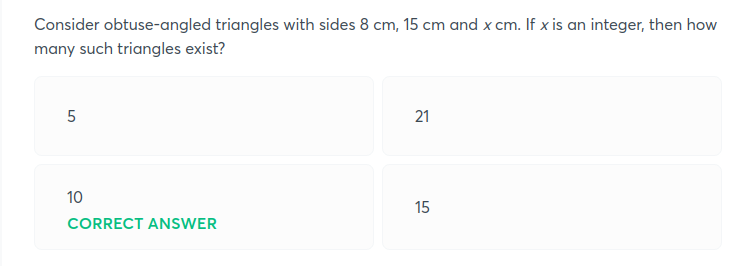 Consider obtuse-angled triangles with sides 8 cm, 15 cm and x cm. If x is an integer, then how
many such triangles exist?
5
21
10
CORRECT ANSWER
15